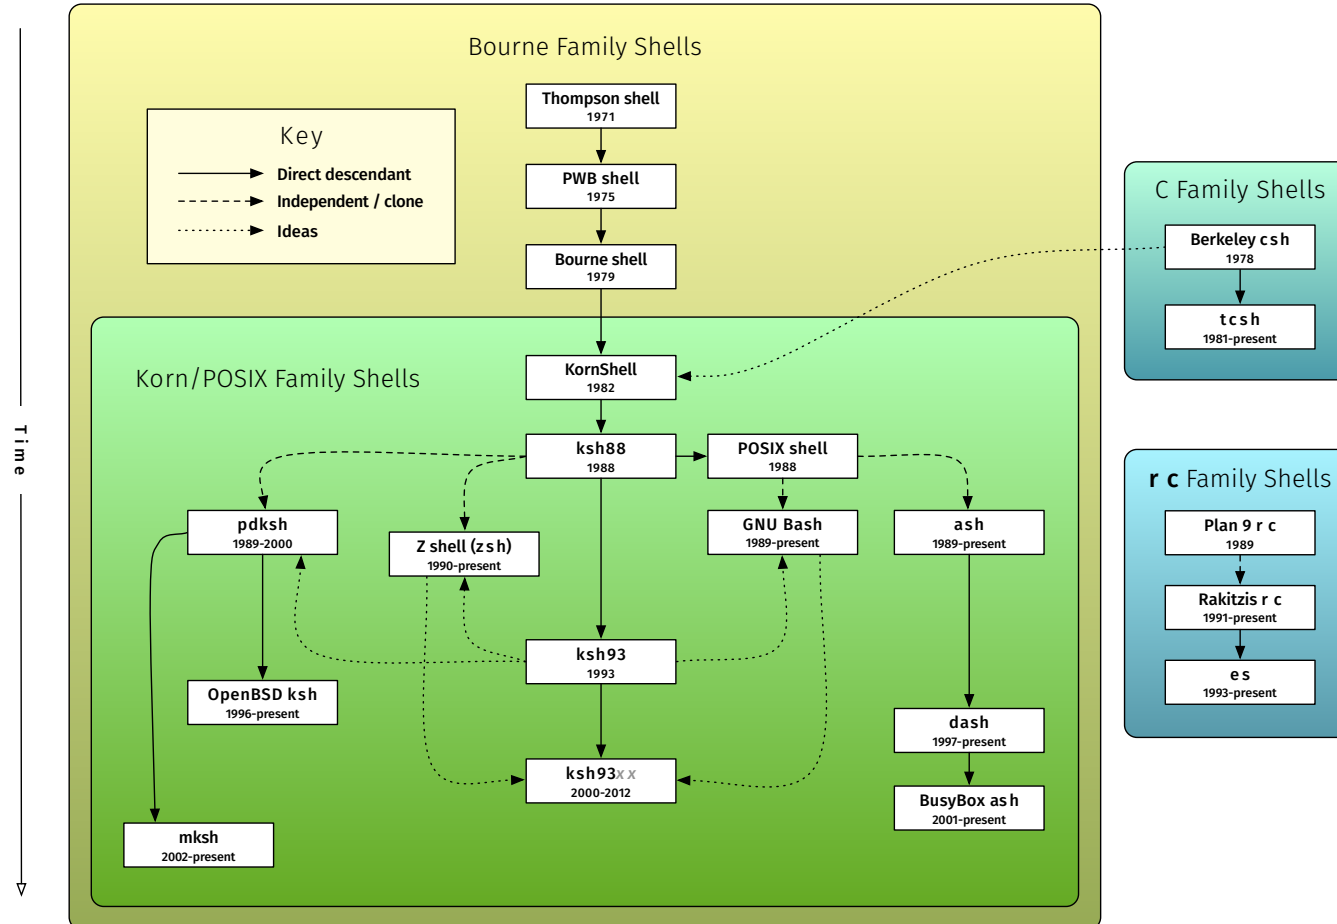 Bourne Family Shells
Thompson shell
1971
Key
Direct descendant
Independent / clone
Ideas
PWB shell
1975
Bourne shell
1979
C Family Shells
Berkeley csh
1978
tcsh
1981-present
Korn/POSIX Family Shells
KornShell
1982
Time
ksh88
1988
POSIX shell
1988
rc Family Shells
pdksh
1989-2000
Z shell (zsh)
1990-present
GNU Bash
1989-present
ash
1989-present
Plan 9 rc
1989
Rakitzis rc
1991-present
ksh93
1993
es
1993-present
OpenBSD ksh
1996-present
dash
1997-present
ksh93xx
2000-2012
BusyBox ash
2001-present
mksh
2002-present